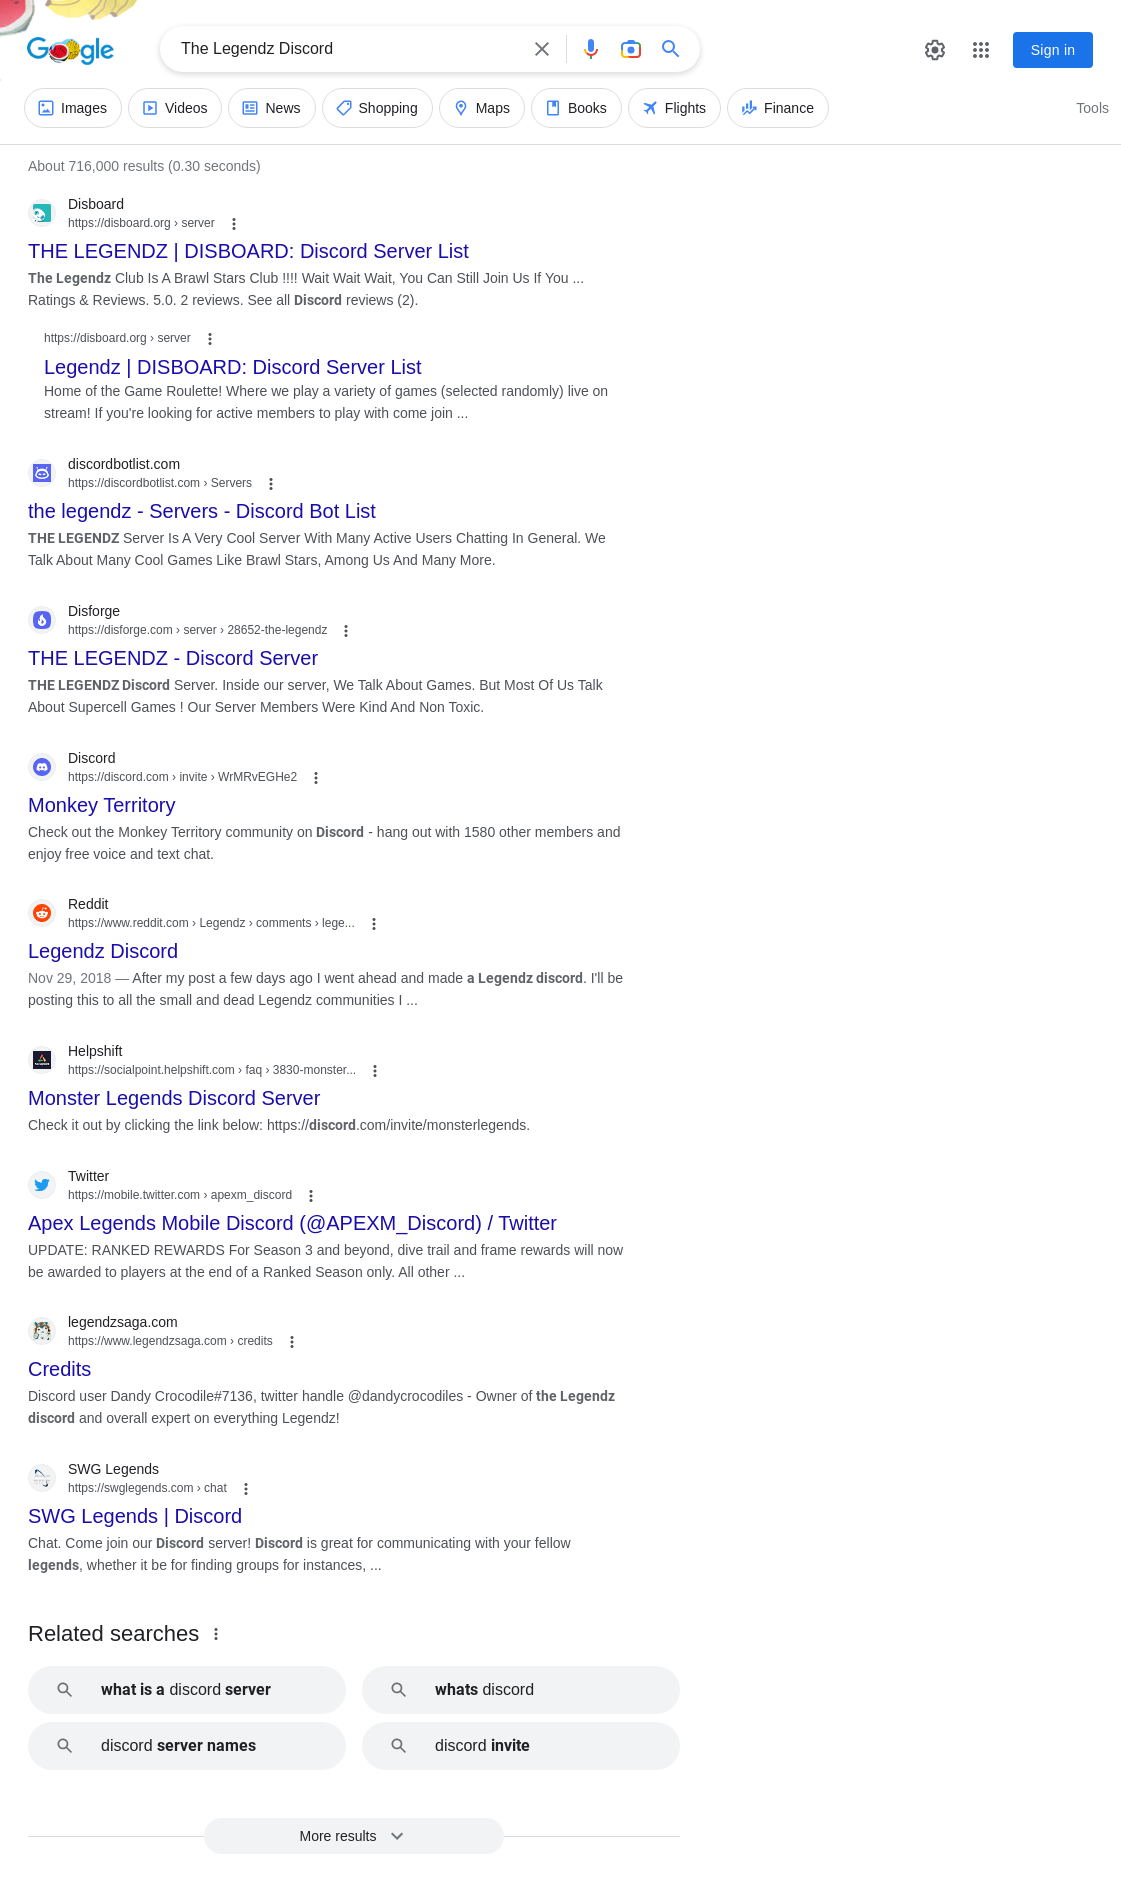 Google
The Legendz Discord
Sign in
Images Videos News Shopping Maps Books Flights Finance Tools
About 716,000 results (0.30 seconds)
Disboard
https://disboard.org › server
THE LEGENDZ | DISBOARD: Discord Server List
The Legendz Club Is A Brawl Stars Club !!!! Wait Wait Wait, You Can Still Join Us If You ...
Ratings & Reviews. 5.0. 2 reviews. See all Discord reviews (2).
https://disboard.org › server
Legendz | DISBOARD: Discord Server List
Home of the Game Roulette! Where we play a variety of games (selected randomly) live on
stream! If you're looking for active members to play with come join ...
discordbotlist.com
https://discordbotlist.com › Servers
the legendz - Servers - Discord Bot List
THE LEGENDZ Server Is A Very Cool Server With Many Active Users Chatting In General. We
Talk About Many Cool Games Like Brawl Stars, Among Us And Many More.
Disforge
https://disforge.com › server › 28652-the-legendz
THE LEGENDZ - Discord Server
THE LEGENDZ Discord Server. Inside our server, We Talk About Games. But Most Of Us Talk
About Supercell Games ! Our Server Members Were Kind And Non Toxic.
Discord
https://discord.com › invite › WrMRvEGHe2
Monkey Territory
Check out the Monkey Territory community on Discord - hang out with 1580 other members and
enjoy free voice and text chat.
Reddit
https://www.reddit.com › Legendz › comments › lege...
Legendz Discord
Nov 29, 2018 — After my post a few days ago I went ahead and made a Legendz discord. I'll be
posting this to all the small and dead Legendz communities I ...
Helpshift
https://socialpoint.helpshift.com › faq › 3830-monster...
Monster Legends Discord Server
Check it out by clicking the link below: https://discord.com/invite/monsterlegends.
Twitter
https://mobile.twitter.com › apexm_discord
Apex Legends Mobile Discord (@APEXM_Discord) / Twitter
UPDATE: RANKED REWARDS For Season 3 and beyond, dive trail and frame rewards will now
be awarded to players at the end of a Ranked Season only. All other ...
legendzsaga.com
https://www.legendzsaga.com › credits
Credits
Discord user Dandy Crocodile#7136, twitter handle @dandycrocodiles - Owner of the Legendz
discord and overall expert on everything Legendz!
SWG Legends
https://swglegends.com › chat
SWG Legends | Discord
Chat. Come join our Discord server! Discord is great for communicating with your fellow
legends, whether it be for finding groups for instances, ...
Related searches
what is a discord server
whats discord
discord server names
discord invite
More results